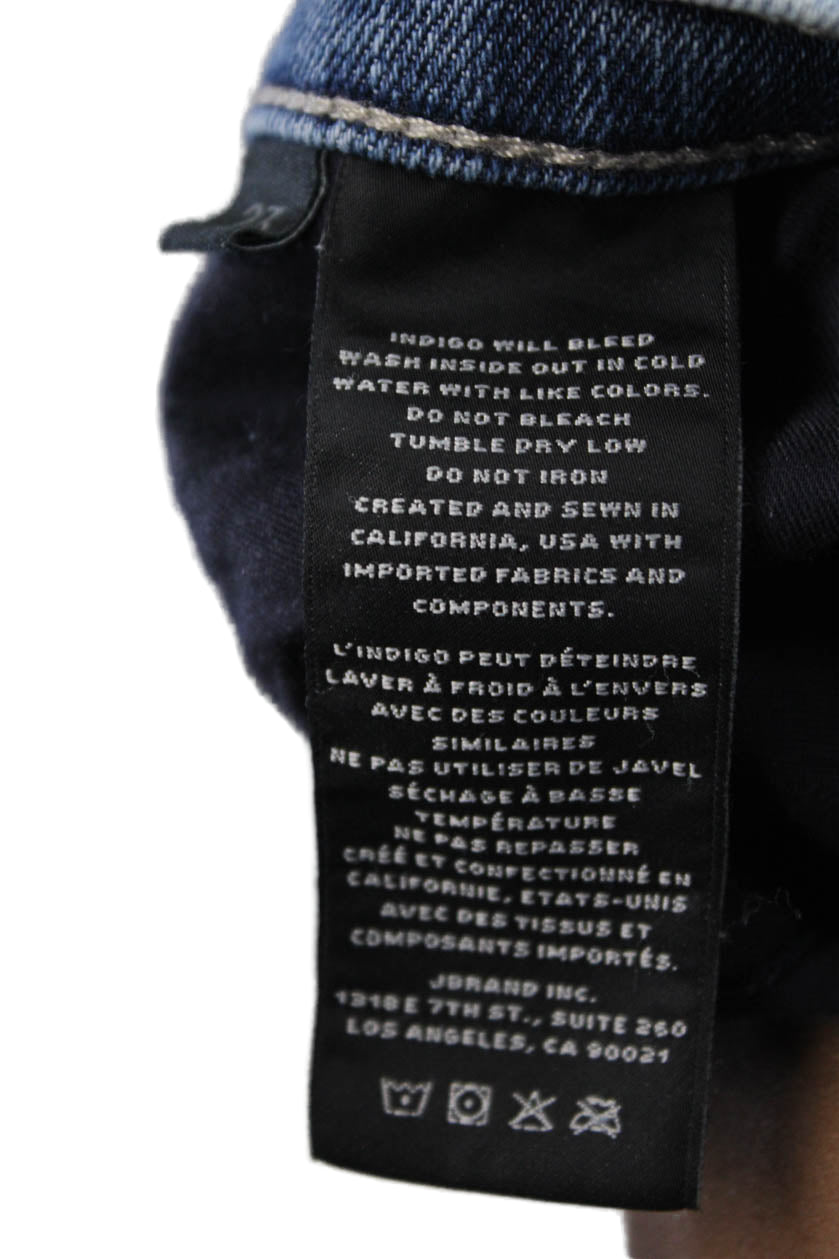 27
INDIGO WILL BLEED
WASH INSIDE OUT IN COLD
WATER WITH LIKE COLORS.
DO NOT BLEACH
TUMBLE DRY LOW
DO NOT IRON
CREATED AND SEWN IN
CALIFORNIA, USA WITH
IMPORTED FABRICS AND
COMPONENTS.
L'INDIGO PEUT DÉTEINDRE
LAVER À FROID À L'ENVERS
AVEC DES COULEURS
SIMILAIRES
NE PAS UTILISER DE JAVEL
SÉCHAGE À BASSE
TEMPÉRATURE
NE PAS REPASSER
CRÉÉ ET CONFECTIONNÉ EN
CALIFORNIE, ETATS-UNIS
AVEC DES TISSUS ET
COMPOSANTS IMPORTÉS.
JBRAND INC.
1318 E 7TH ST., SUITE 260
LOS ANGELES, CA 90021